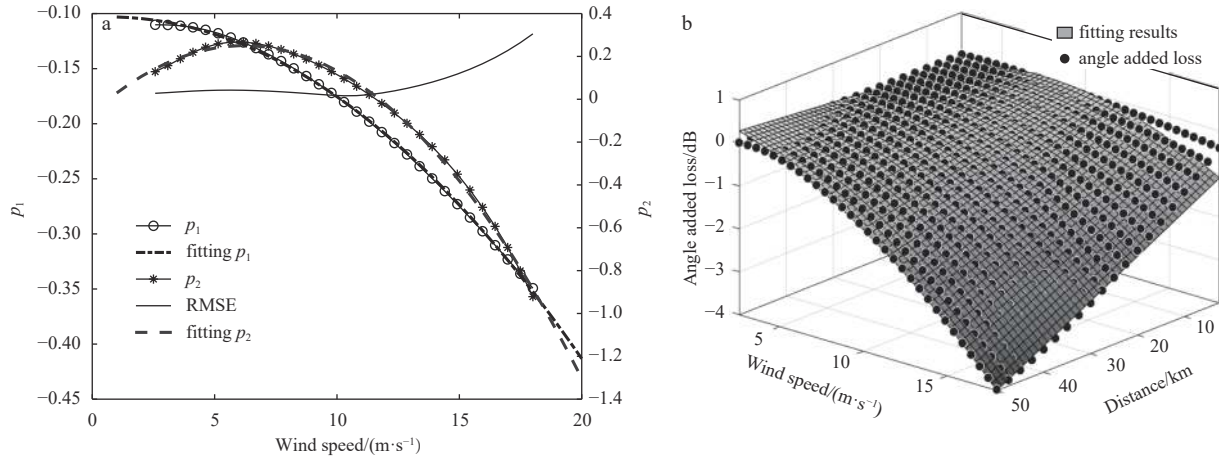 a
−0.10
−0.15
−0.20
−0.25
−0.30
−0.35
−0.40
−0.45
p₁
p₁
fitting p₁
p₂
RMSE
fitting p₂
0
5
10
15
20
Wind speed/(m·s⁻¹)
0.4
0.2
0
−0.2
−0.4
−0.6
−0.8
−1.0
−1.2
−1.4
p₂
b
fitting results
angle added loss
1
0
−1
−2
−3
−4
Angle added loss/dB
5
10
15
Wind speed/(m·s⁻¹)
50
40
30
20
10
Distance/km